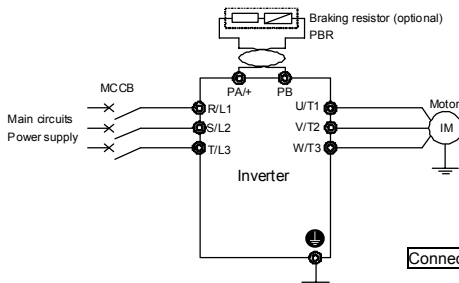 Braking resistor (optional)
PBR
PA/+
PB
MCCB
Main circuits
Power supply
R/L1
S/L2
T/L3
U/T1
V/T2
W/T3
Motor
IM
Inverter
Connec